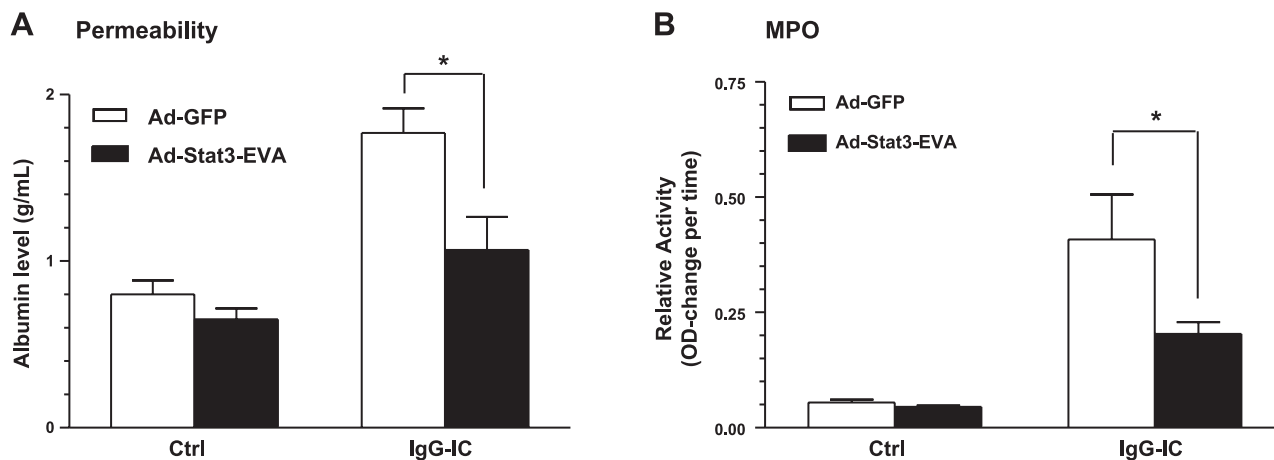 A Permeability
*
2
Ad-GFP
Ad-Stat3-EVA
Albumin level (g/mL)
1
0
Ctrl IgG-IC
B MPO
0.75
Ad-GFP
*
Ad-Stat3-EVA
0.50
Relative Activity
(OD-change per time)
0.25
0.00
Ctrl IgG-IC